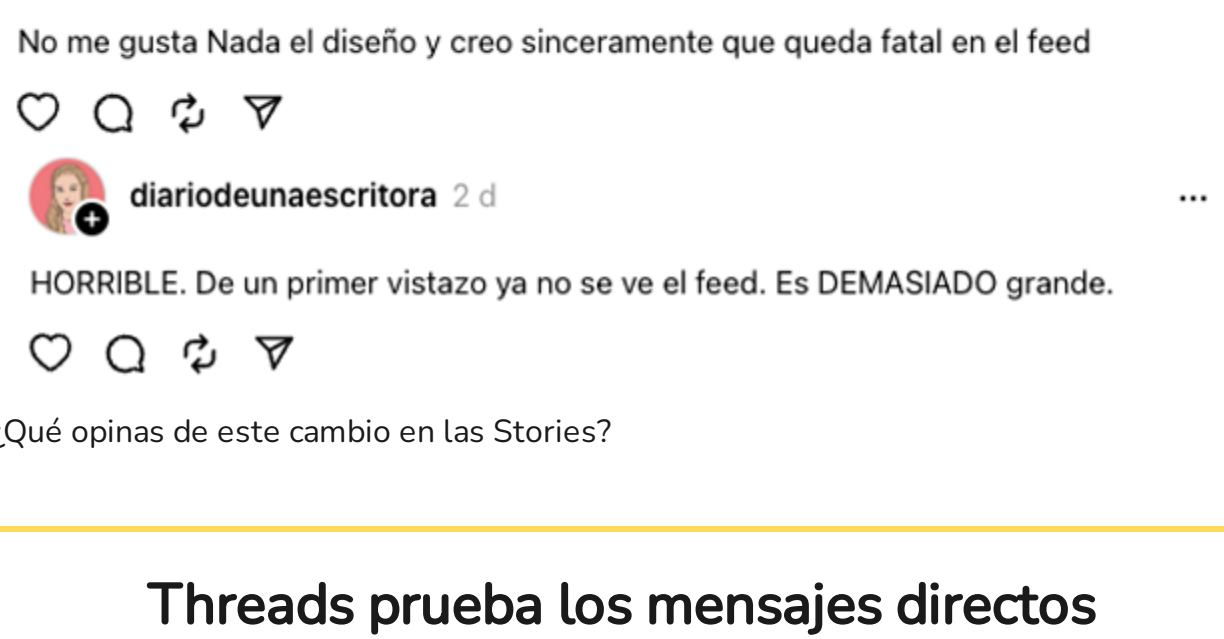 No me gusta Nada el diseño y creo sinceramente que queda fatal en el feed
diariodeunaescritora 2 d
HORRIBLE. De un primer vistazo ya no se ve el feed. Es DEMASIADO grande.
¿Qué opinas de este cambio en las Stories?
Threads prueba los mensajes directos